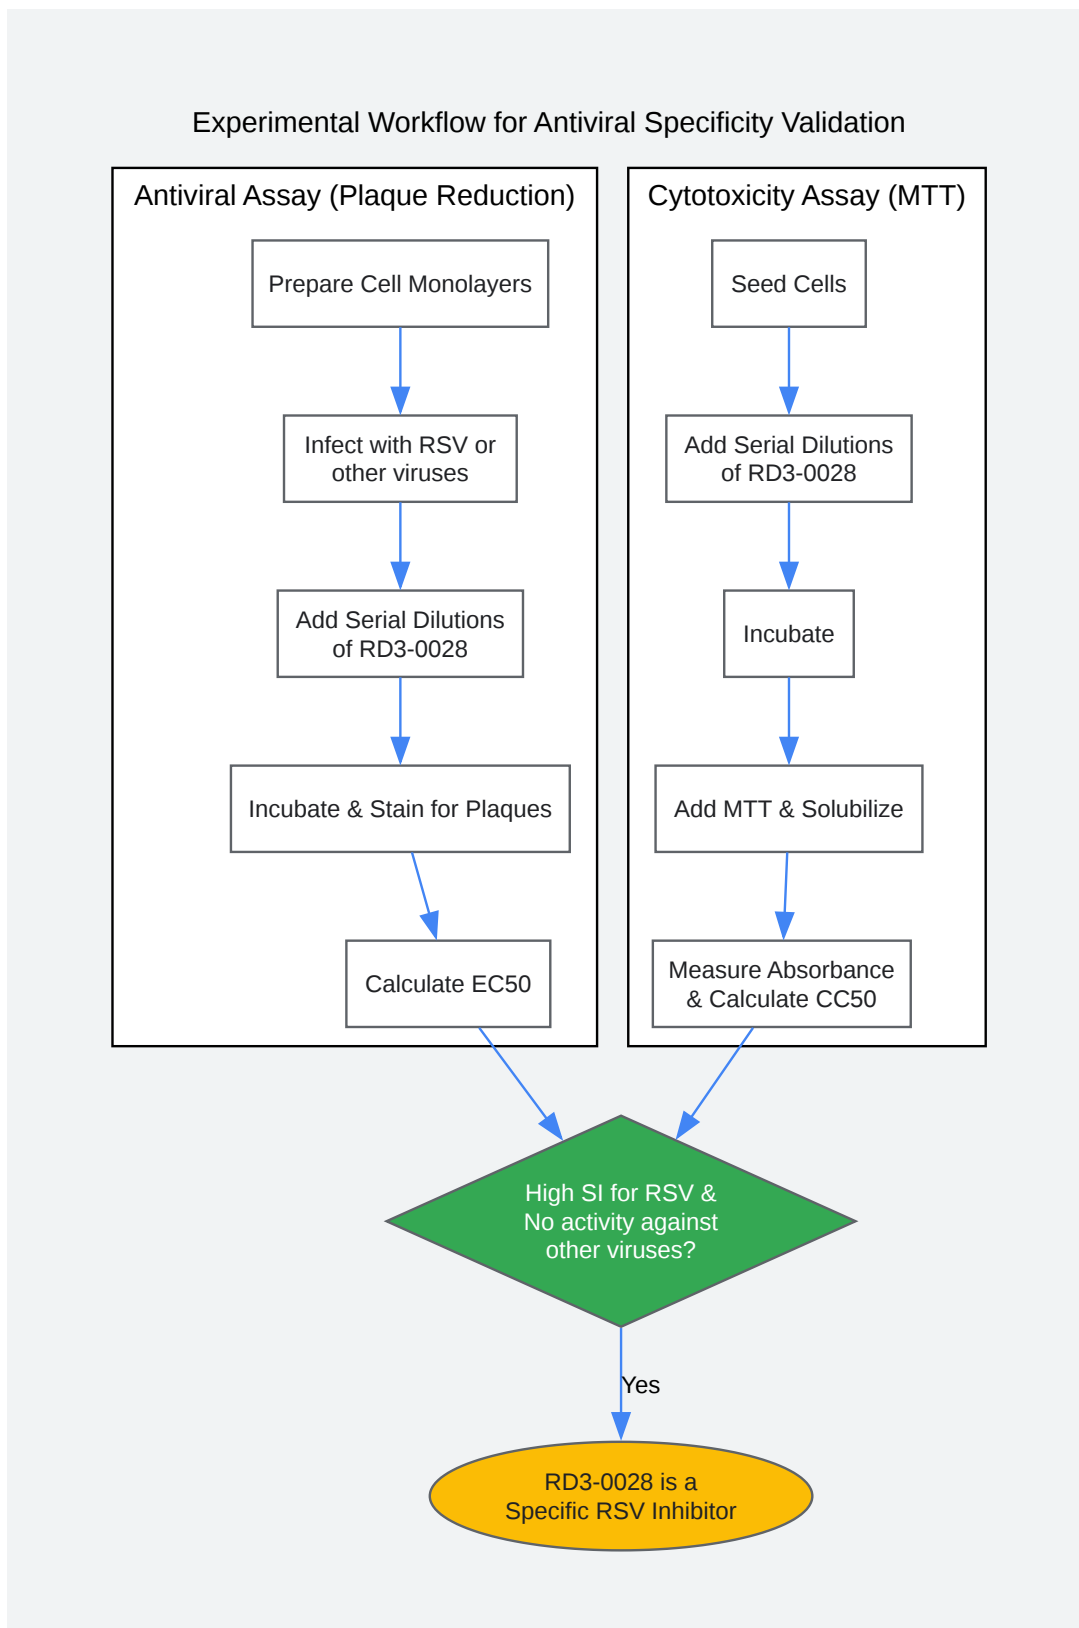 Experimental Workflow for Antiviral Specificity Validation
Antiviral Assay (Plaque Reduction)
Prepare Cell Monolayers
Infect with RSV or
other viruses
Add Serial Dilutions
of RD3-0028
Incubate & Stain for Plaques
Calculate EC50
Cytotoxicity Assay (MTT)
Seed Cells
Add Serial Dilutions
of RD3-0028
Incubate
Add MTT & Solubilize
Measure Absorbance
& Calculate CC50
High SI for RSV &
No activity against
other viruses?
Yes
RD3-0028 is a
Specific RSV Inhibitor